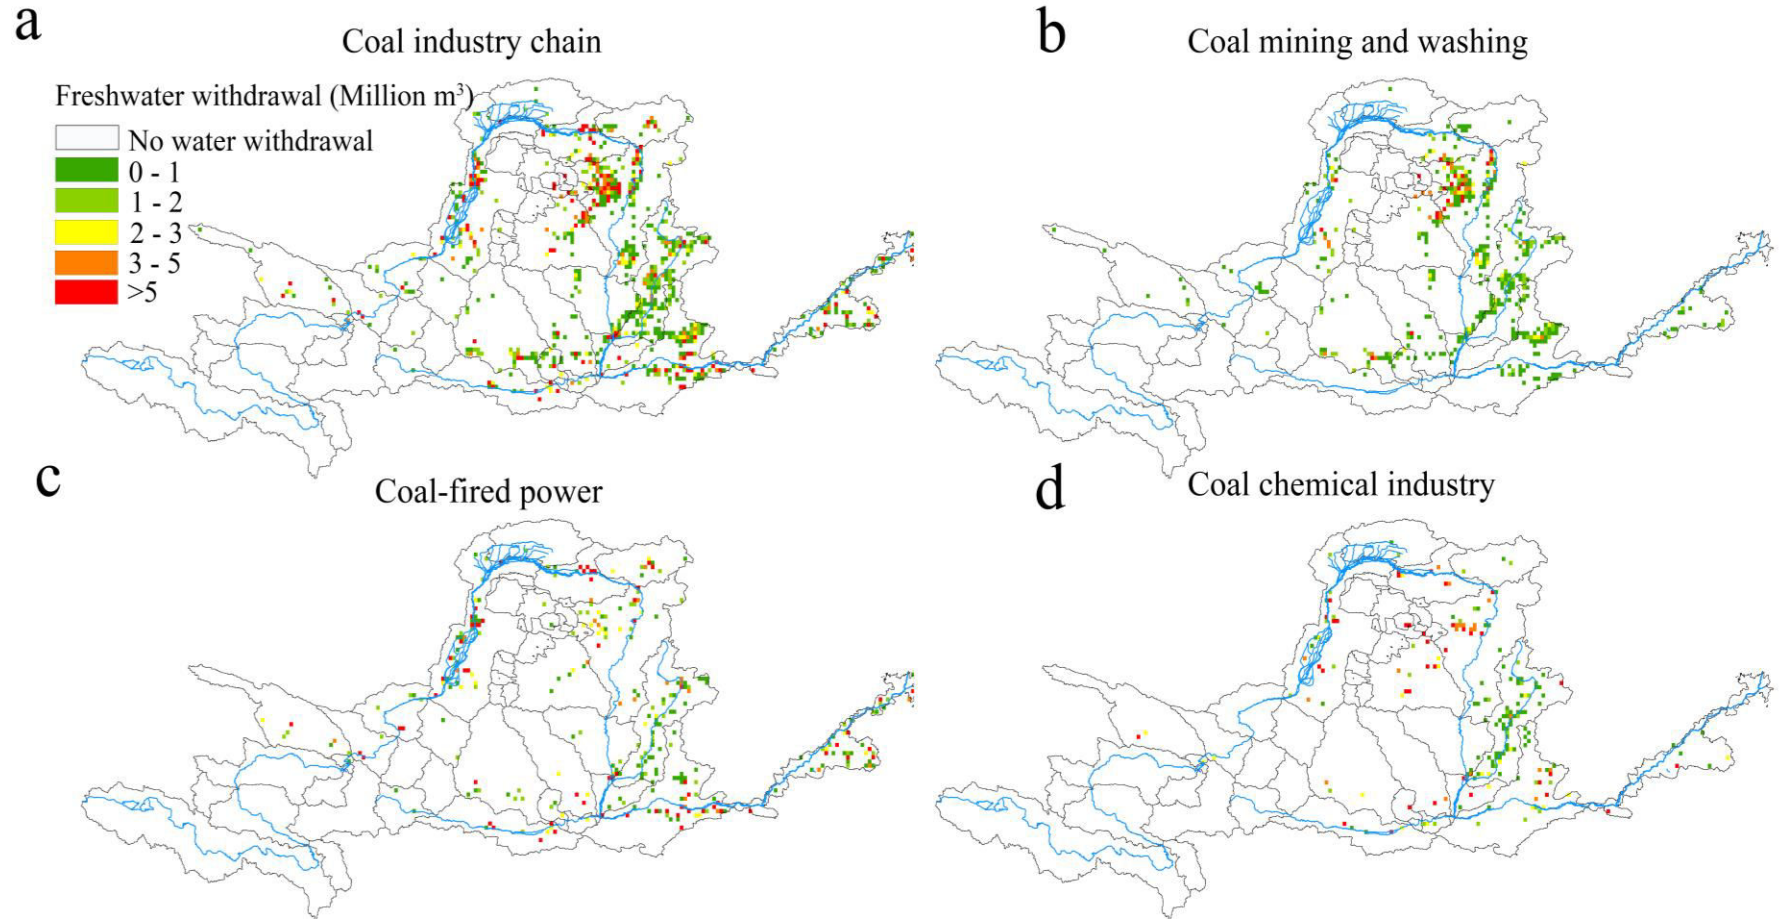 a
Coal industry chain
Freshwater withdrawal (Million m³)
No water withdrawal
0 - 1
1 - 2
2 - 3
3 - 5
>5
b
Coal mining and washing
c
Coal-fired power
d
Coal chemical industry